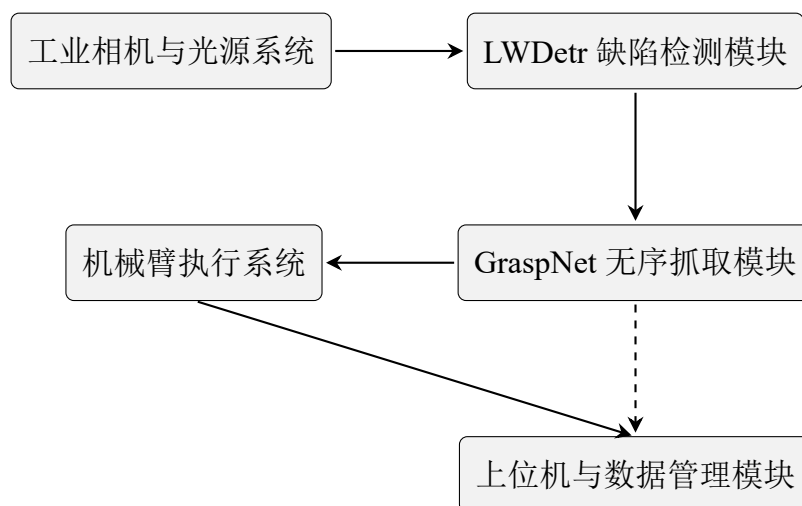 工业相机与光源系统
LWDetr 缺陷检测模块
机械臂执行系统
GraspNet 无序抓取模块
上位机与数据管理模块